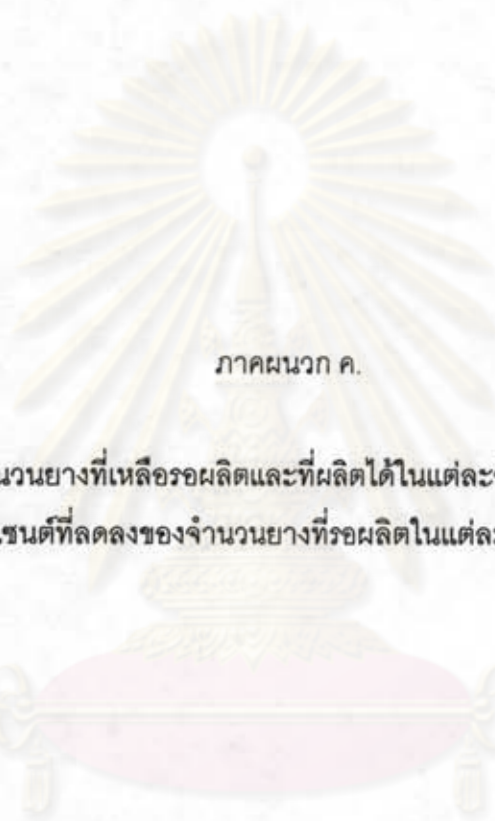 ภาคผนวก ค.
นวนยางที่เหลือรอผลิตและที่ผลิตได้ในแต่ละ
เซนต์ที่ลดลงของจำนวนยางที่รอผลิตในแต่ล